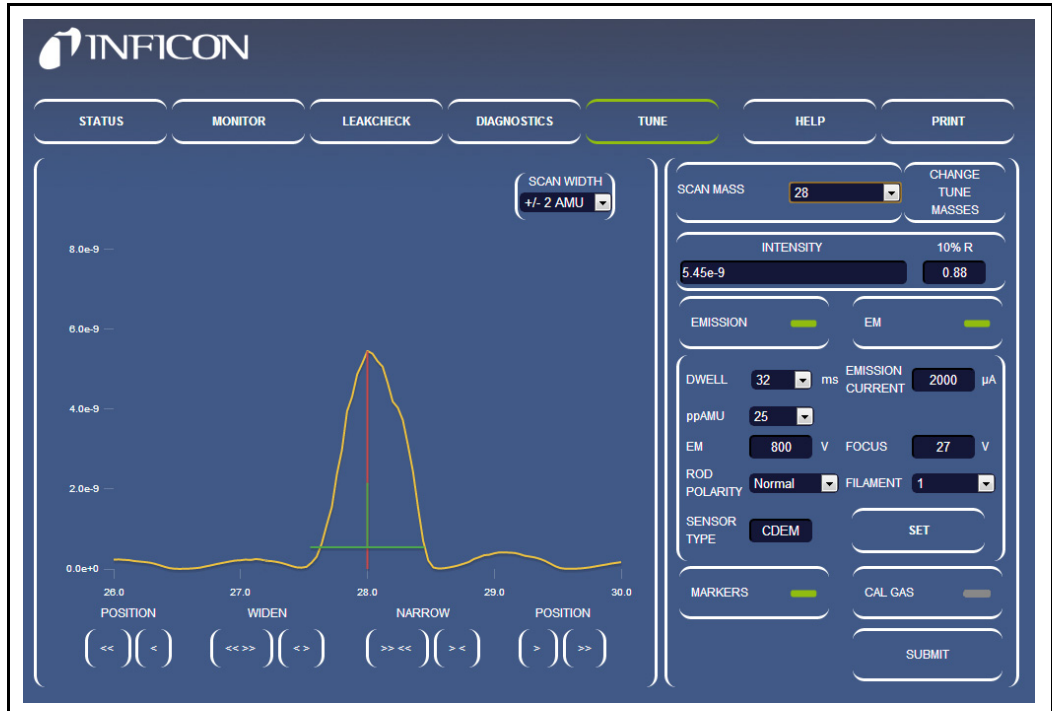 INFICON
STATUS
MONITOR
LEAKCHECK
DIAGNOSTICS
TUNE
HELP
PRINT
SCAN WIDTH
+/- 2 AMU
8.0e-9
6.0e-9
4.0e-9
2.0e-9
0.0e+0
26.0
27.0
28.0
29.0
30.0
POSITION
WIDEN
NARROW
POSITION
<<
<
<< >>
< >
>> <<
> <
>
>>
SCAN MASS
28
CHANGE
TUNE
MASSES
INTENSITY
10% R
5.45e-9
0.88
EMISSION
EM
DWELL
32
ms
EMISSION
CURRENT
2000
µA
ppAMU
25
EM
800
V
FOCUS
27
V
ROD
POLARITY
Normal
FILAMENT
1
SENSOR
TYPE
CDEM
SET
MARKERS
CAL GAS
SUBMIT